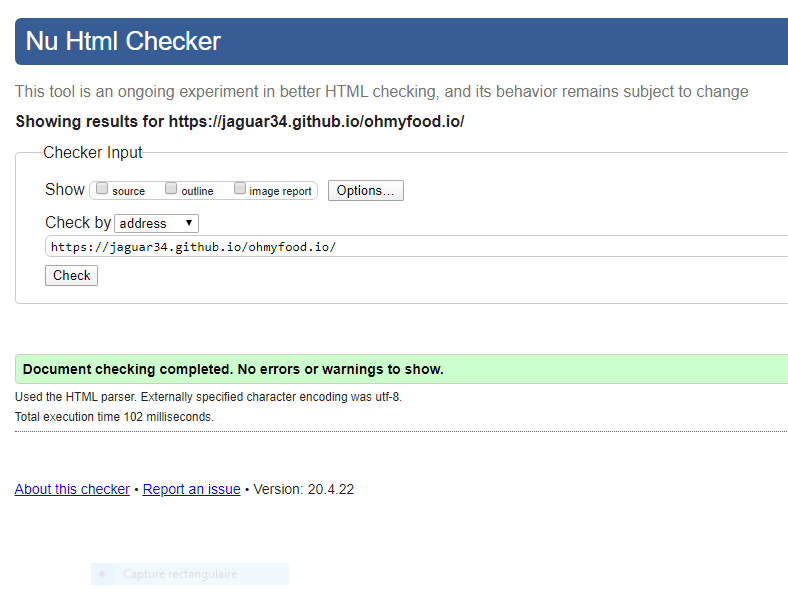 Nu Html Checker
This tool is an ongoing experiment in better HTML checking, and its behavior remains subject to change
Showing results for https://jaguar34.github.io/ohmyfood.io/
Checker Input
Show source outline image report Options...
Check by address
https://jaguar34.github.io/ohmyfood.io/
Check
Document checking completed. No errors or warnings to show.
Used the HTML parser. Externally specified character encoding was utf-8.
Total execution time 102 milliseconds.
About this checker • Report an issue • Version: 20.4.22
Capture rectangulaire